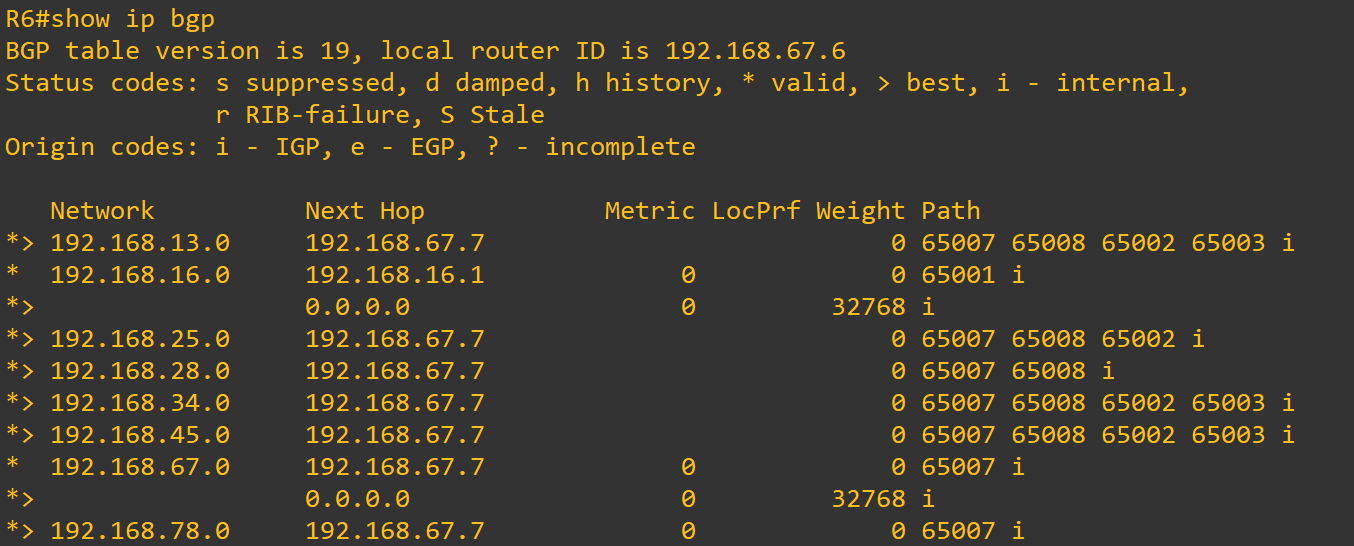 R6#show ip bgp
BGP table version is 19, local router ID is 192.168.67.6
Status codes: s suppressed, d damped, h history, * valid, > best, i - internal,
              r RIB-failure, S Stale
Origin codes: i - IGP, e - EGP, ? - incomplete

   Network          Next Hop            Metric LocPrf Weight Path
*> 192.168.13.0     192.168.67.7                           0 65007 65008 65002 65003 i
*  192.168.16.0     192.168.16.1             0             0 65001 i
*>                  0.0.0.0                  0         32768 i
*> 192.168.25.0     192.168.67.7                           0 65007 65008 65002 i
*> 192.168.28.0     192.168.67.7                           0 65007 65008 i
*> 192.168.34.0     192.168.67.7                           0 65007 65008 65002 65003 i
*> 192.168.45.0     192.168.67.7                           0 65007 65008 65002 65003 i
*  192.168.67.0     192.168.67.7             0             0 65007 i
*>                  0.0.0.0                  0         32768 i
*> 192.168.78.0     192.168.67.7             0             0 65007 i